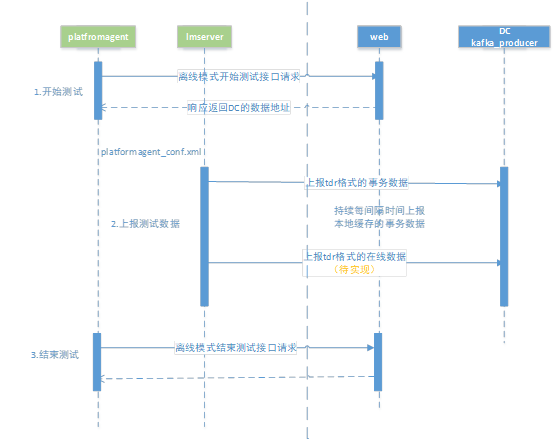 platfromagent
lmserver
web
DC
kafka_producer
离线模式开始测试接口请求
1.开始测试
响应返回DC的数据地址
platformagent_conf.xml
上报tdr格式的事务数据
持续每间隔时间上报
本地缓存的事务数据
2.上报测试数据
上报tdr格式的在线数据
（待实现）
离线模式结束测试接口请求
3.结束测试